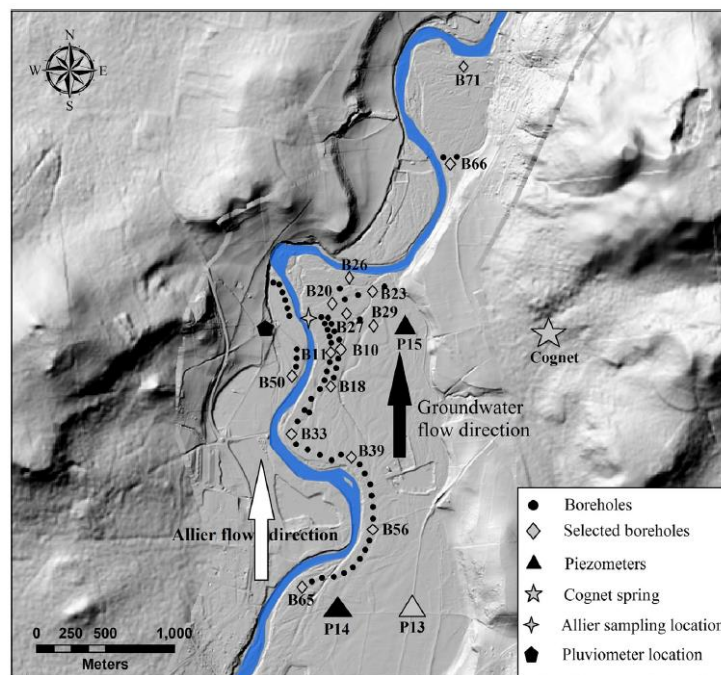 N
W E
S
B71
B66
B26
B20
B23
B29
B27
P15
B11
B10
Cognet
B50
B18
Groundwater
flow direction
B33
B39
Allier flow direction
B56
B65
P14
P13
0 250 500 1,000
Meters
Boreholes
Selected boreholes
Piezometers
Cognet spring
Allier sampling location
Pluviometer location